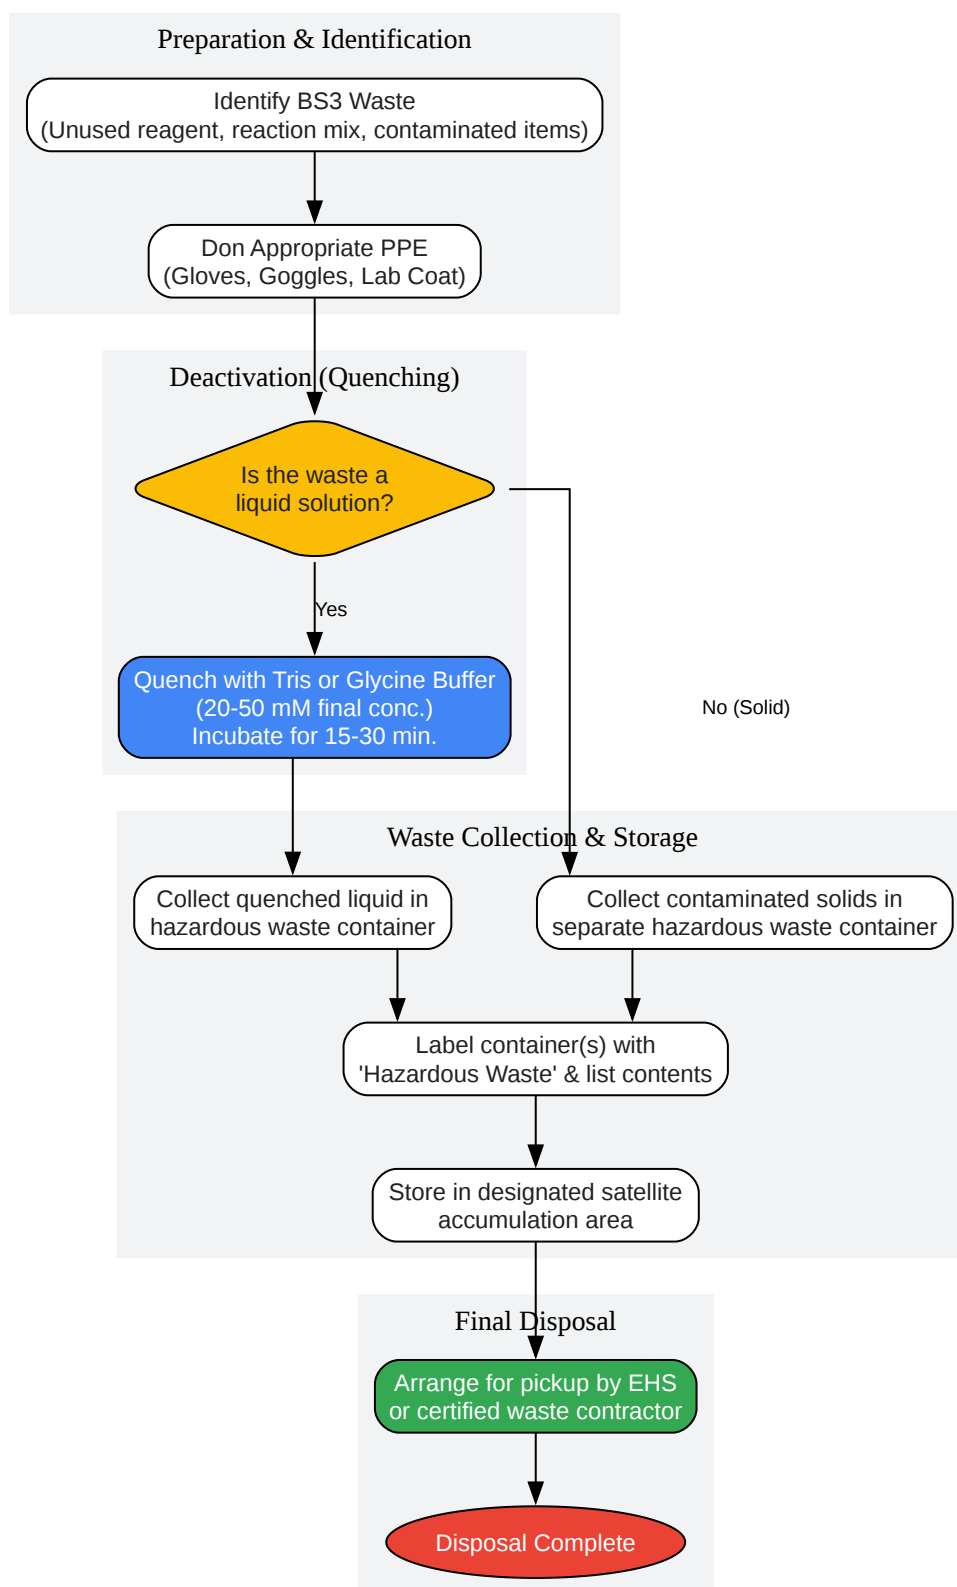 Preparation & Identification
Identify BS3 Waste
(Unused reagent, reaction mix, contaminated items)
Don Appropriate PPE
(Gloves, Goggles, Lab Coat)
Deactivation (Quenching)
Is the waste a
liquid solution?
Yes
Quench with Tris or Glycine Buffer
(20-50 mM final conc.)
Incubate for 15-30 min.
No (Solid)
Waste Collection & Storage
Collect quenched liquid in
hazardous waste container
Collect contaminated solids in
separate hazardous waste container
Label container(s) with
'Hazardous Waste' & list contents
Store in designated satellite
accumulation area
Final Disposal
Arrange for pickup by EHS
or certified waste contractor
Disposal Complete